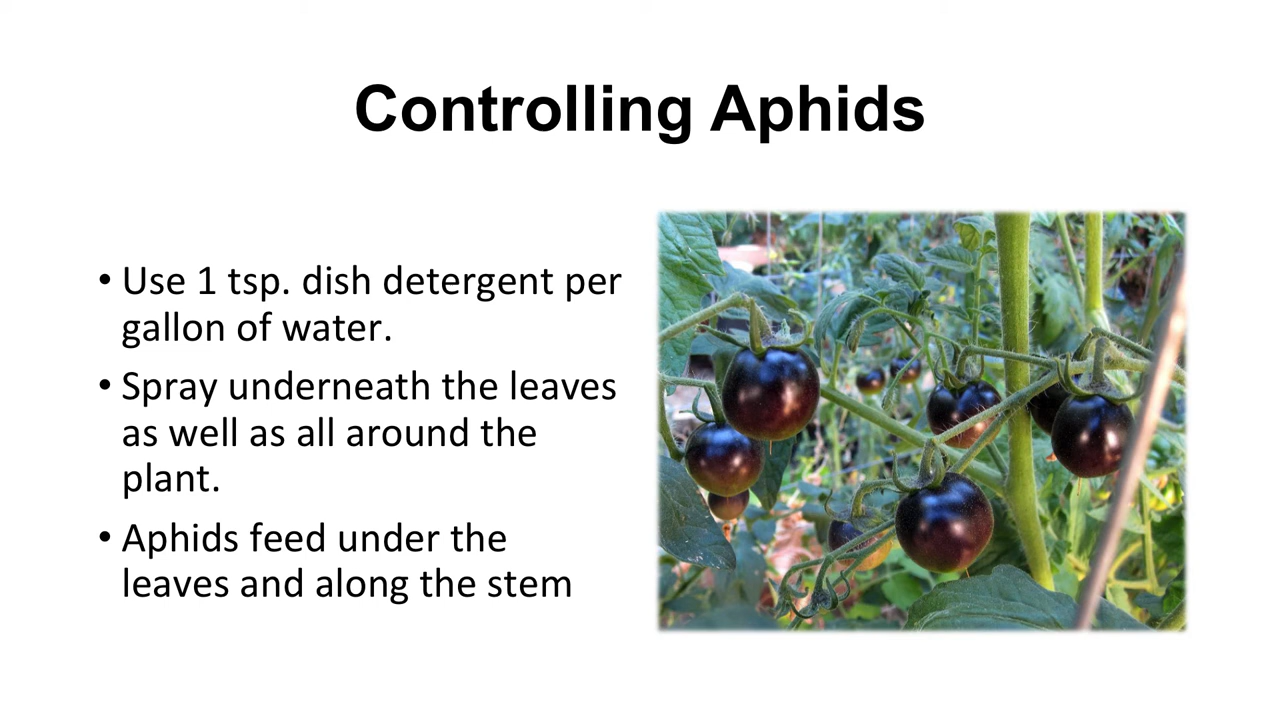 Controlling Aphids
• Use 1 tsp. dish detergent per
gallon of water.
• Spray underneath the leaves
as well as all around the
plant.
• Aphids feed under the
leaves and along the stem